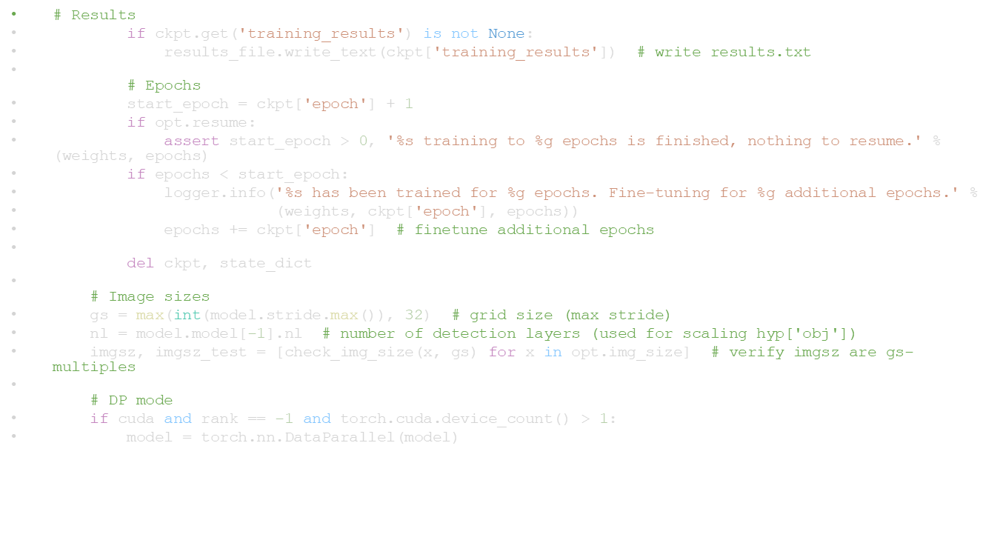 # Results
if ckpt.get('training_results') is not None:
results_file.write_text(ckpt['training_results'])  # write results.txt
# Epochs
start_epoch = ckpt['epoch'] + 1
if opt.resume:
assert start_epoch > 0, '%s training to %g epochs is finished, nothing to resume.' %
(weights, epochs)
if epochs < start_epoch:
logger.info('%s has been trained for %g epochs. Fine-tuning for %g additional epochs.' %
(weights, ckpt['epoch'], epochs))
epochs += ckpt['epoch']  # finetune additional epochs
del ckpt, state_dict
# Image sizes
gs = max(int(model.stride.max()), 32)  # grid size (max stride)
nl = model.model[-1].nl  # number of detection layers (used for scaling hyp['obj'])
imgsz, imgsz_test = [check_img_size(x, gs) for x in opt.img_size]  # verify imgsz are gs-
multiples
# DP mode
if cuda and rank == -1 and torch.cuda.device_count() > 1:
model = torch.nn.DataParallel(model)